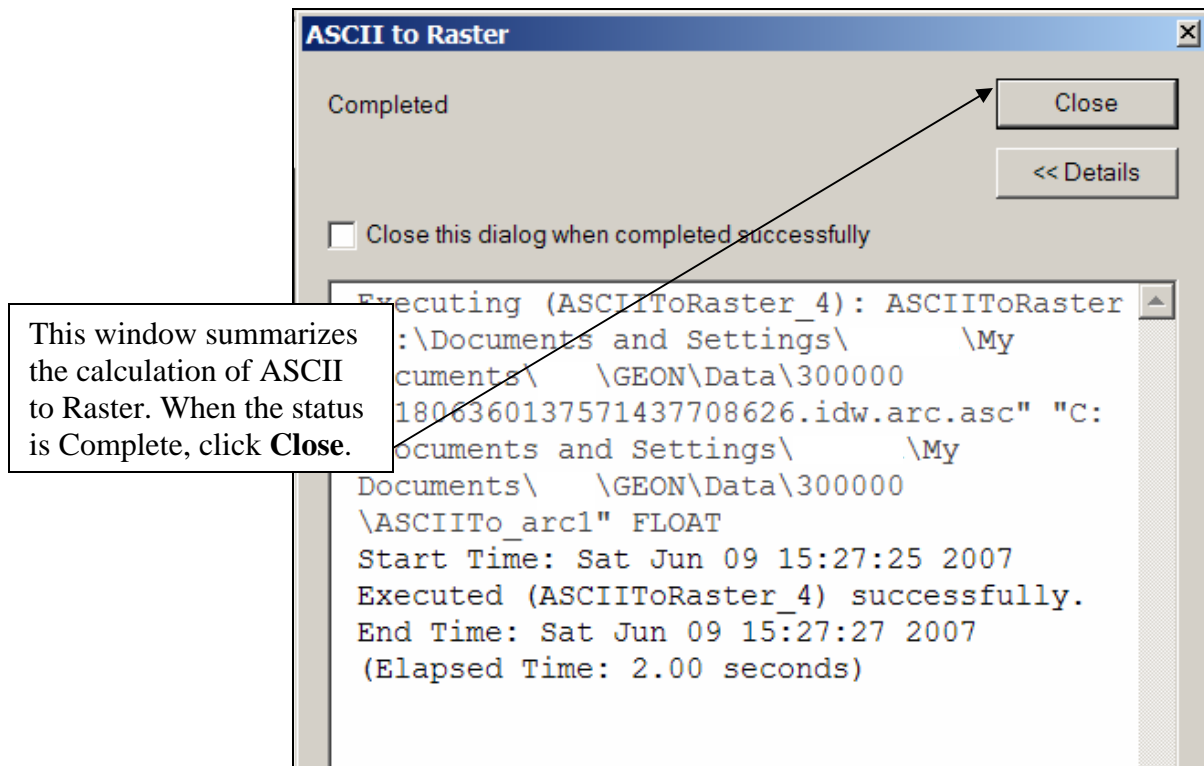 ASCII to Raster
Completed
Close
<< Details
Close this dialog when completed successfully
This window summarizes
the calculation of ASCII
to Raster. When the status
is Complete, click Close.
Executing (ASCIIToRaster_4): ASCIIToRaster
:\Documents and Settings\ \My
cuments\ \GEON\Data\300000
1806360137571437708626.idw.arc.asc" "C:
ocuments and Settings\ \My
Documents\ \GEON\Data\300000
\ASCIITo_arc1" FLOAT
Start Time: Sat Jun 09 15:27:25 2007
Executed (ASCIIToRaster_4) successfully.
End Time: Sat Jun 09 15:27:27 2007
(Elapsed Time: 2.00 seconds)